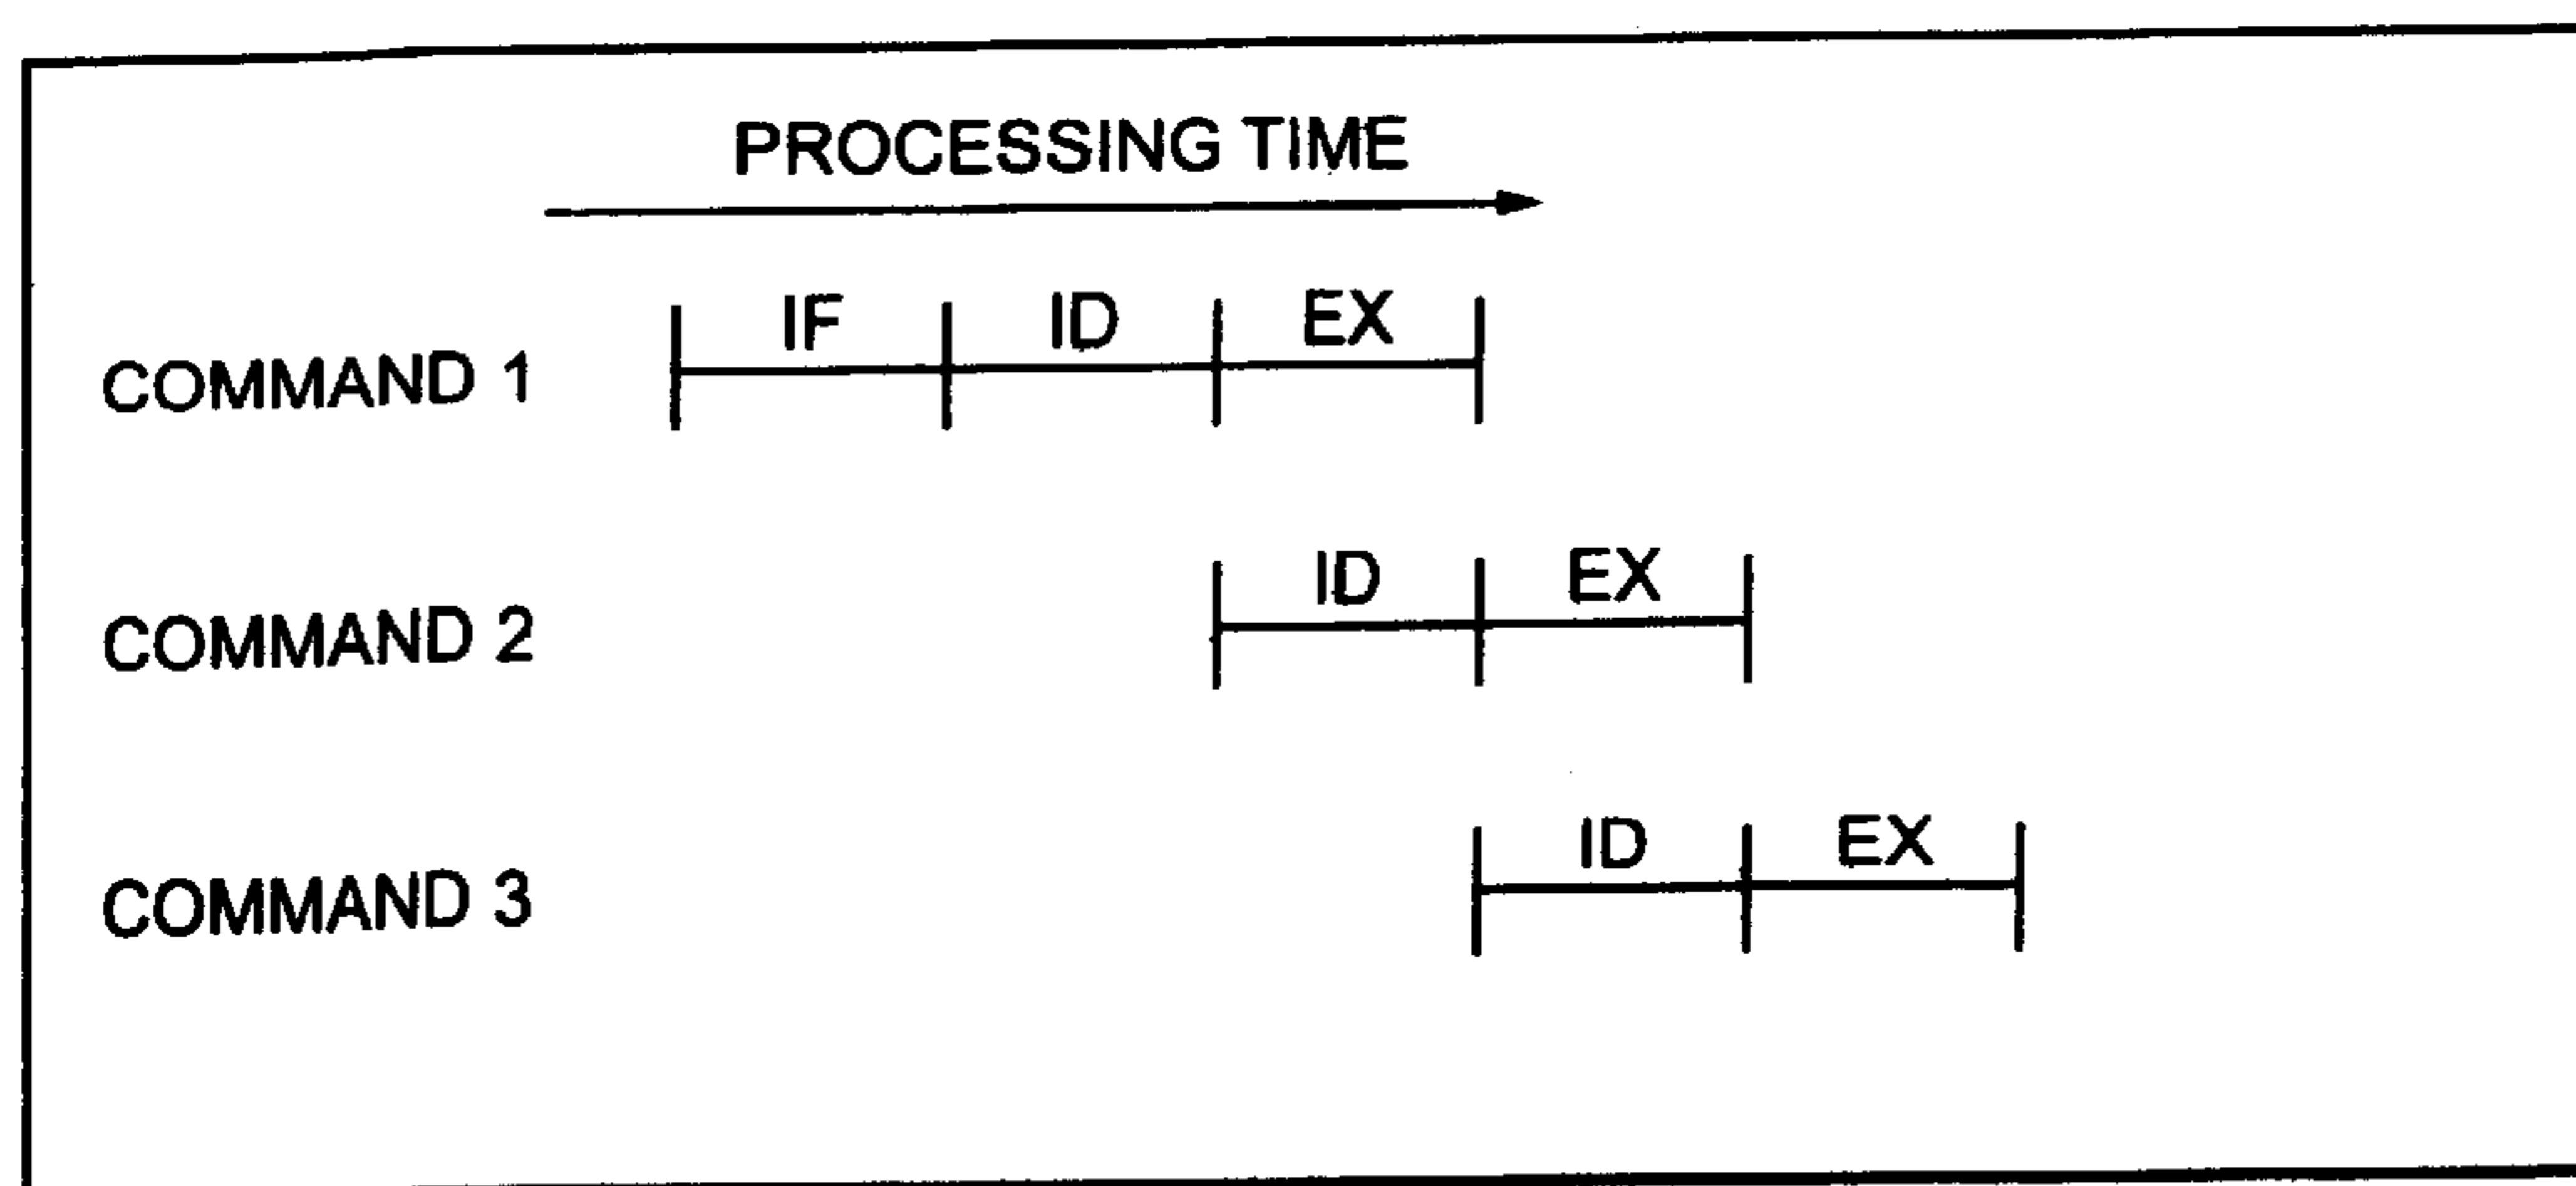 PROCESSING TIME
IF ID EX
COMMAND 1
ID EX
COMMAND 2
ID EX
COMMAND 3